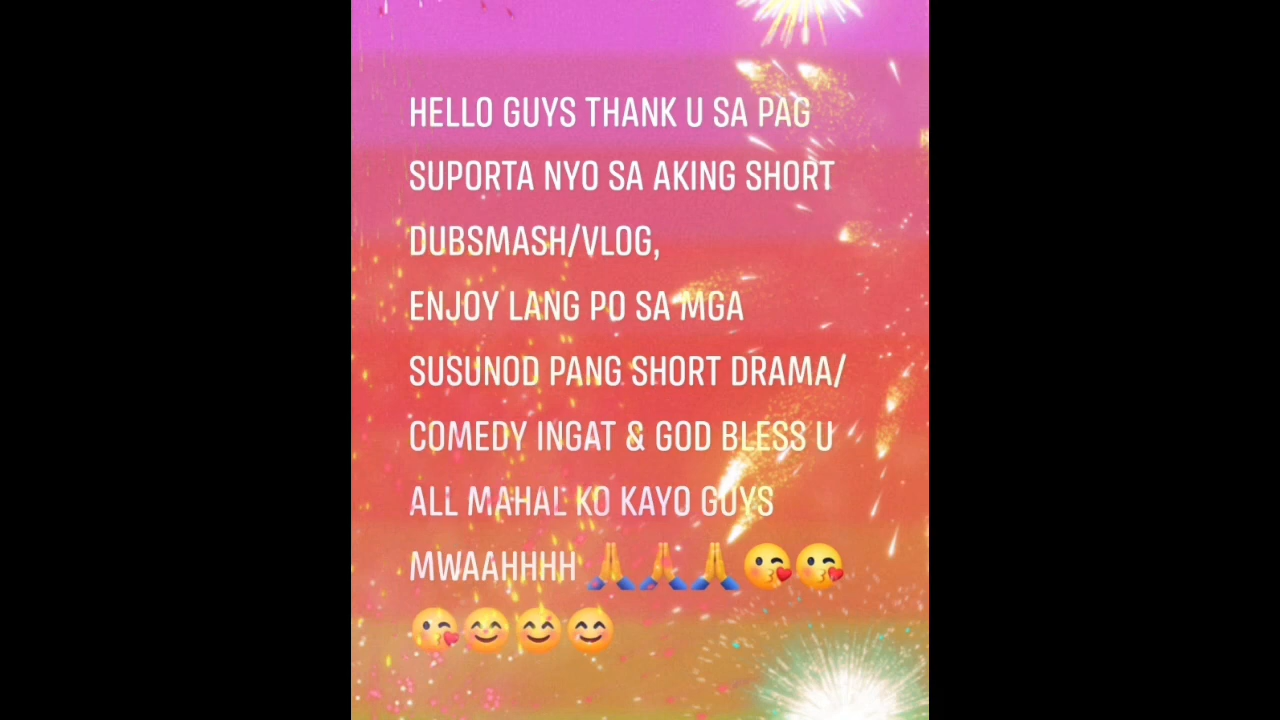 HELLO GUYS THANK U SA PAG
SUPORTA NYO SA AKING SHORT
DUBSMASH/VLOG,
ENJOY LANG PO SA MGA
SUSUNOD PANG SHORT DRAMA/
COMEDY INGAT & GOD BLESS U
ALL MAHAL KO KAYO GUYS
MWAAHHHH 🙏🙏🙏😘😘
😘😊😊😊